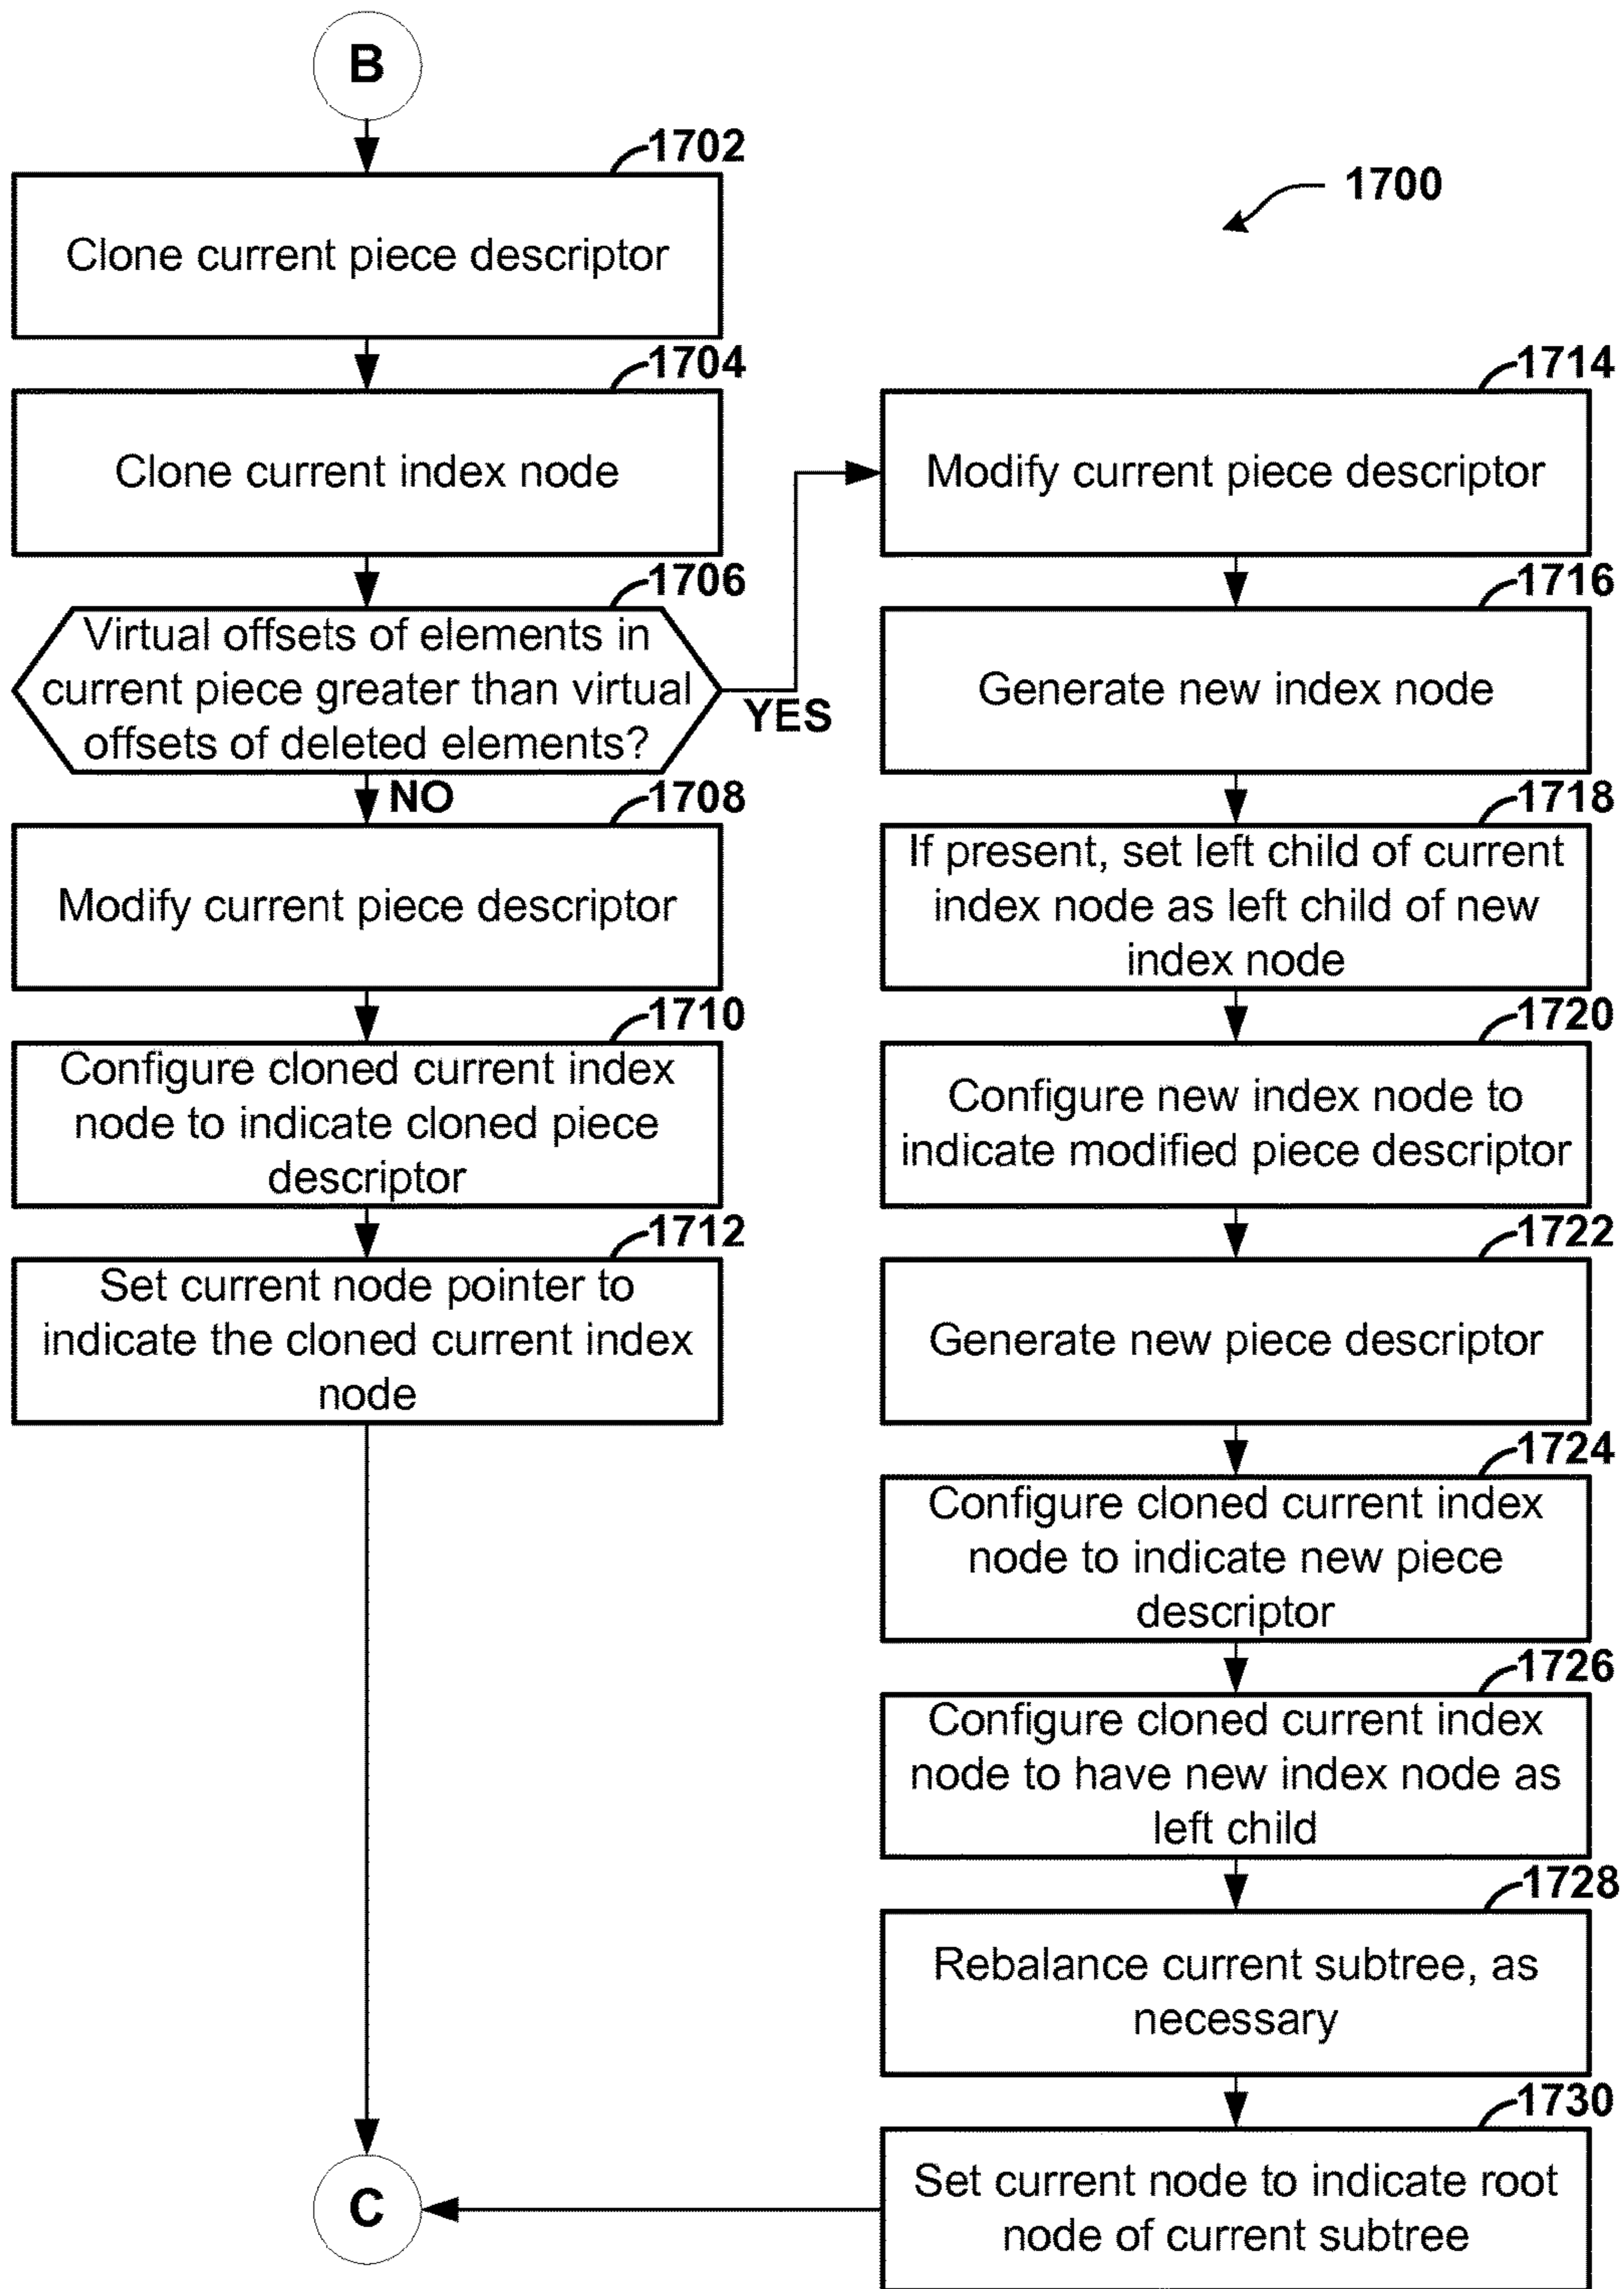 B
1702
Clone current piece descriptor
1700
1704
Clone current index node
1706
Virtual offsets of elements in
current piece greater than virtual
offsets of deleted elements?
YES
NO
1708
Modify current piece descriptor
1710
Configure cloned current index
node to indicate cloned piece
descriptor
1712
Set current node pointer to
indicate the cloned current index
node
1714
Modify current piece descriptor
1716
Generate new index node
1718
If present, set left child of current
index node as left child of new
index node
1720
Configure new index node to
indicate modified piece descriptor
1722
Generate new piece descriptor
1724
Configure cloned current index
node to indicate new piece
descriptor
1726
Configure cloned current index
node to have new index node as
left child
1728
Rebalance current subtree, as
necessary
1730
Set current node to indicate root
node of current subtree
C